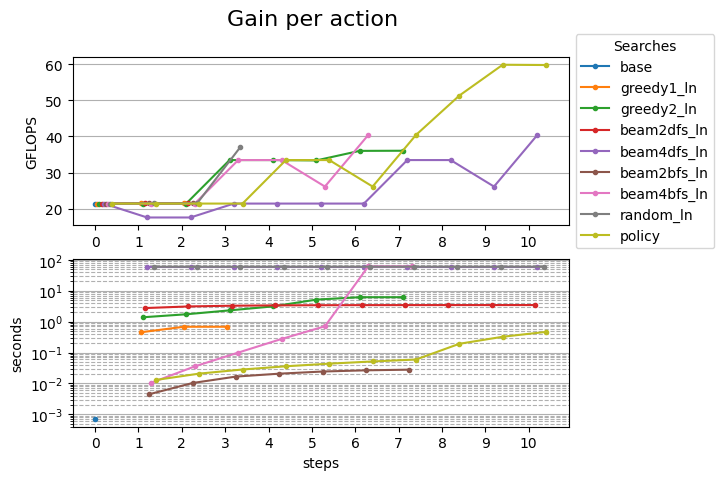 Gain per action
Searches
base
greedy1_ln
greedy2_ln
beam2dfs_ln
beam4dfs_ln
beam2bfs_ln
beam4bfs_ln
random_ln
policy
GFLOPS
60
50
40
30
20
0 1 2 3 4 5 6 7 8 9 10
seconds
10²
10¹
10⁰
10⁻¹
10⁻²
10⁻³
0 1 2 3 4 5 6 7 8 9 10
steps